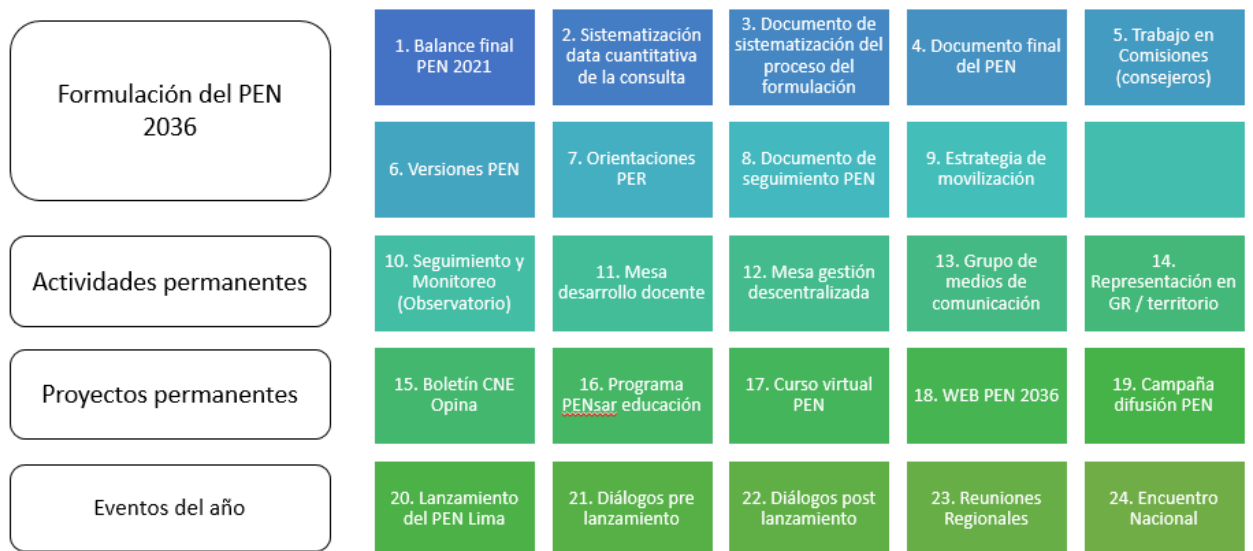 Formulación del PEN
2036
1. Balance final
PEN 2021
2. Sistematización
data cuantitativa
de la consulta
3. Documento de
sistematización del
proceso del
formulación
4. Documento final
del PEN
5. Trabajo en
Comisiones
(consejeros)
6. Versiones PEN
7. Orientaciones
PER
8. Documento de
seguimiento PEN
9. Estrategia de
movilización
Actividades permanentes
10. Seguimiento y
Monitoreo
(Observatorio)
11. Mesa
desarrollo docente
12. Mesa gestión
descentralizada
13. Grupo de
medios de
comunicación
14.
Representación en
GR / territorio
Proyectos permanentes
15. Boletín CNE
Opina
16. Programa
PENsar educación
17. Curso virtual
PEN
18. WEB PEN 2036
19. Campaña
difusión PEN
Eventos del año
20. Lanzamiento
del PEN Lima
21. Diálogos pre
lanzamiento
22. Diálogos post
lanzamiento
23. Reuniones
Regionales
24. Encuentro
Nacional